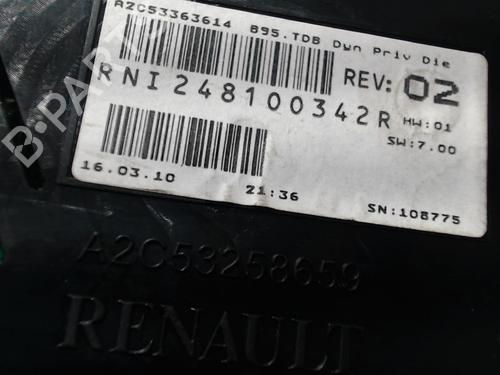 A2C53363614 B95.TDB Dwn Priv Die
RNI248100342R
REV: 02
HW:01
SW:7.00
16.03.10
21:36
SN:108775
A2C53258659
RENAULT
B-PARTS